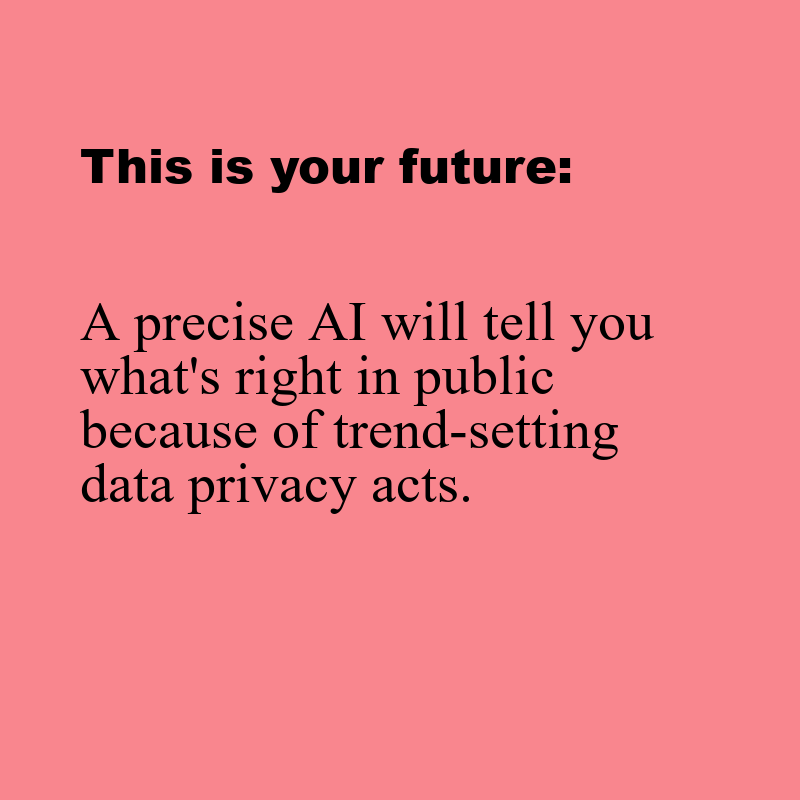 This is your future:
A precise AI will tell you
what's right in public
because of trend-setting
data privacy acts.